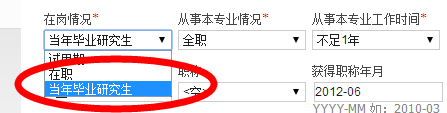 在岗情况* 从事本专业情况* 从事本专业工作时间*
当年毕业研究生 全职 不足1年
试用期
在职 职称 获得职称年月
当年毕业研究生 <空> 2012-06
YYYY-MM 如：2010-03